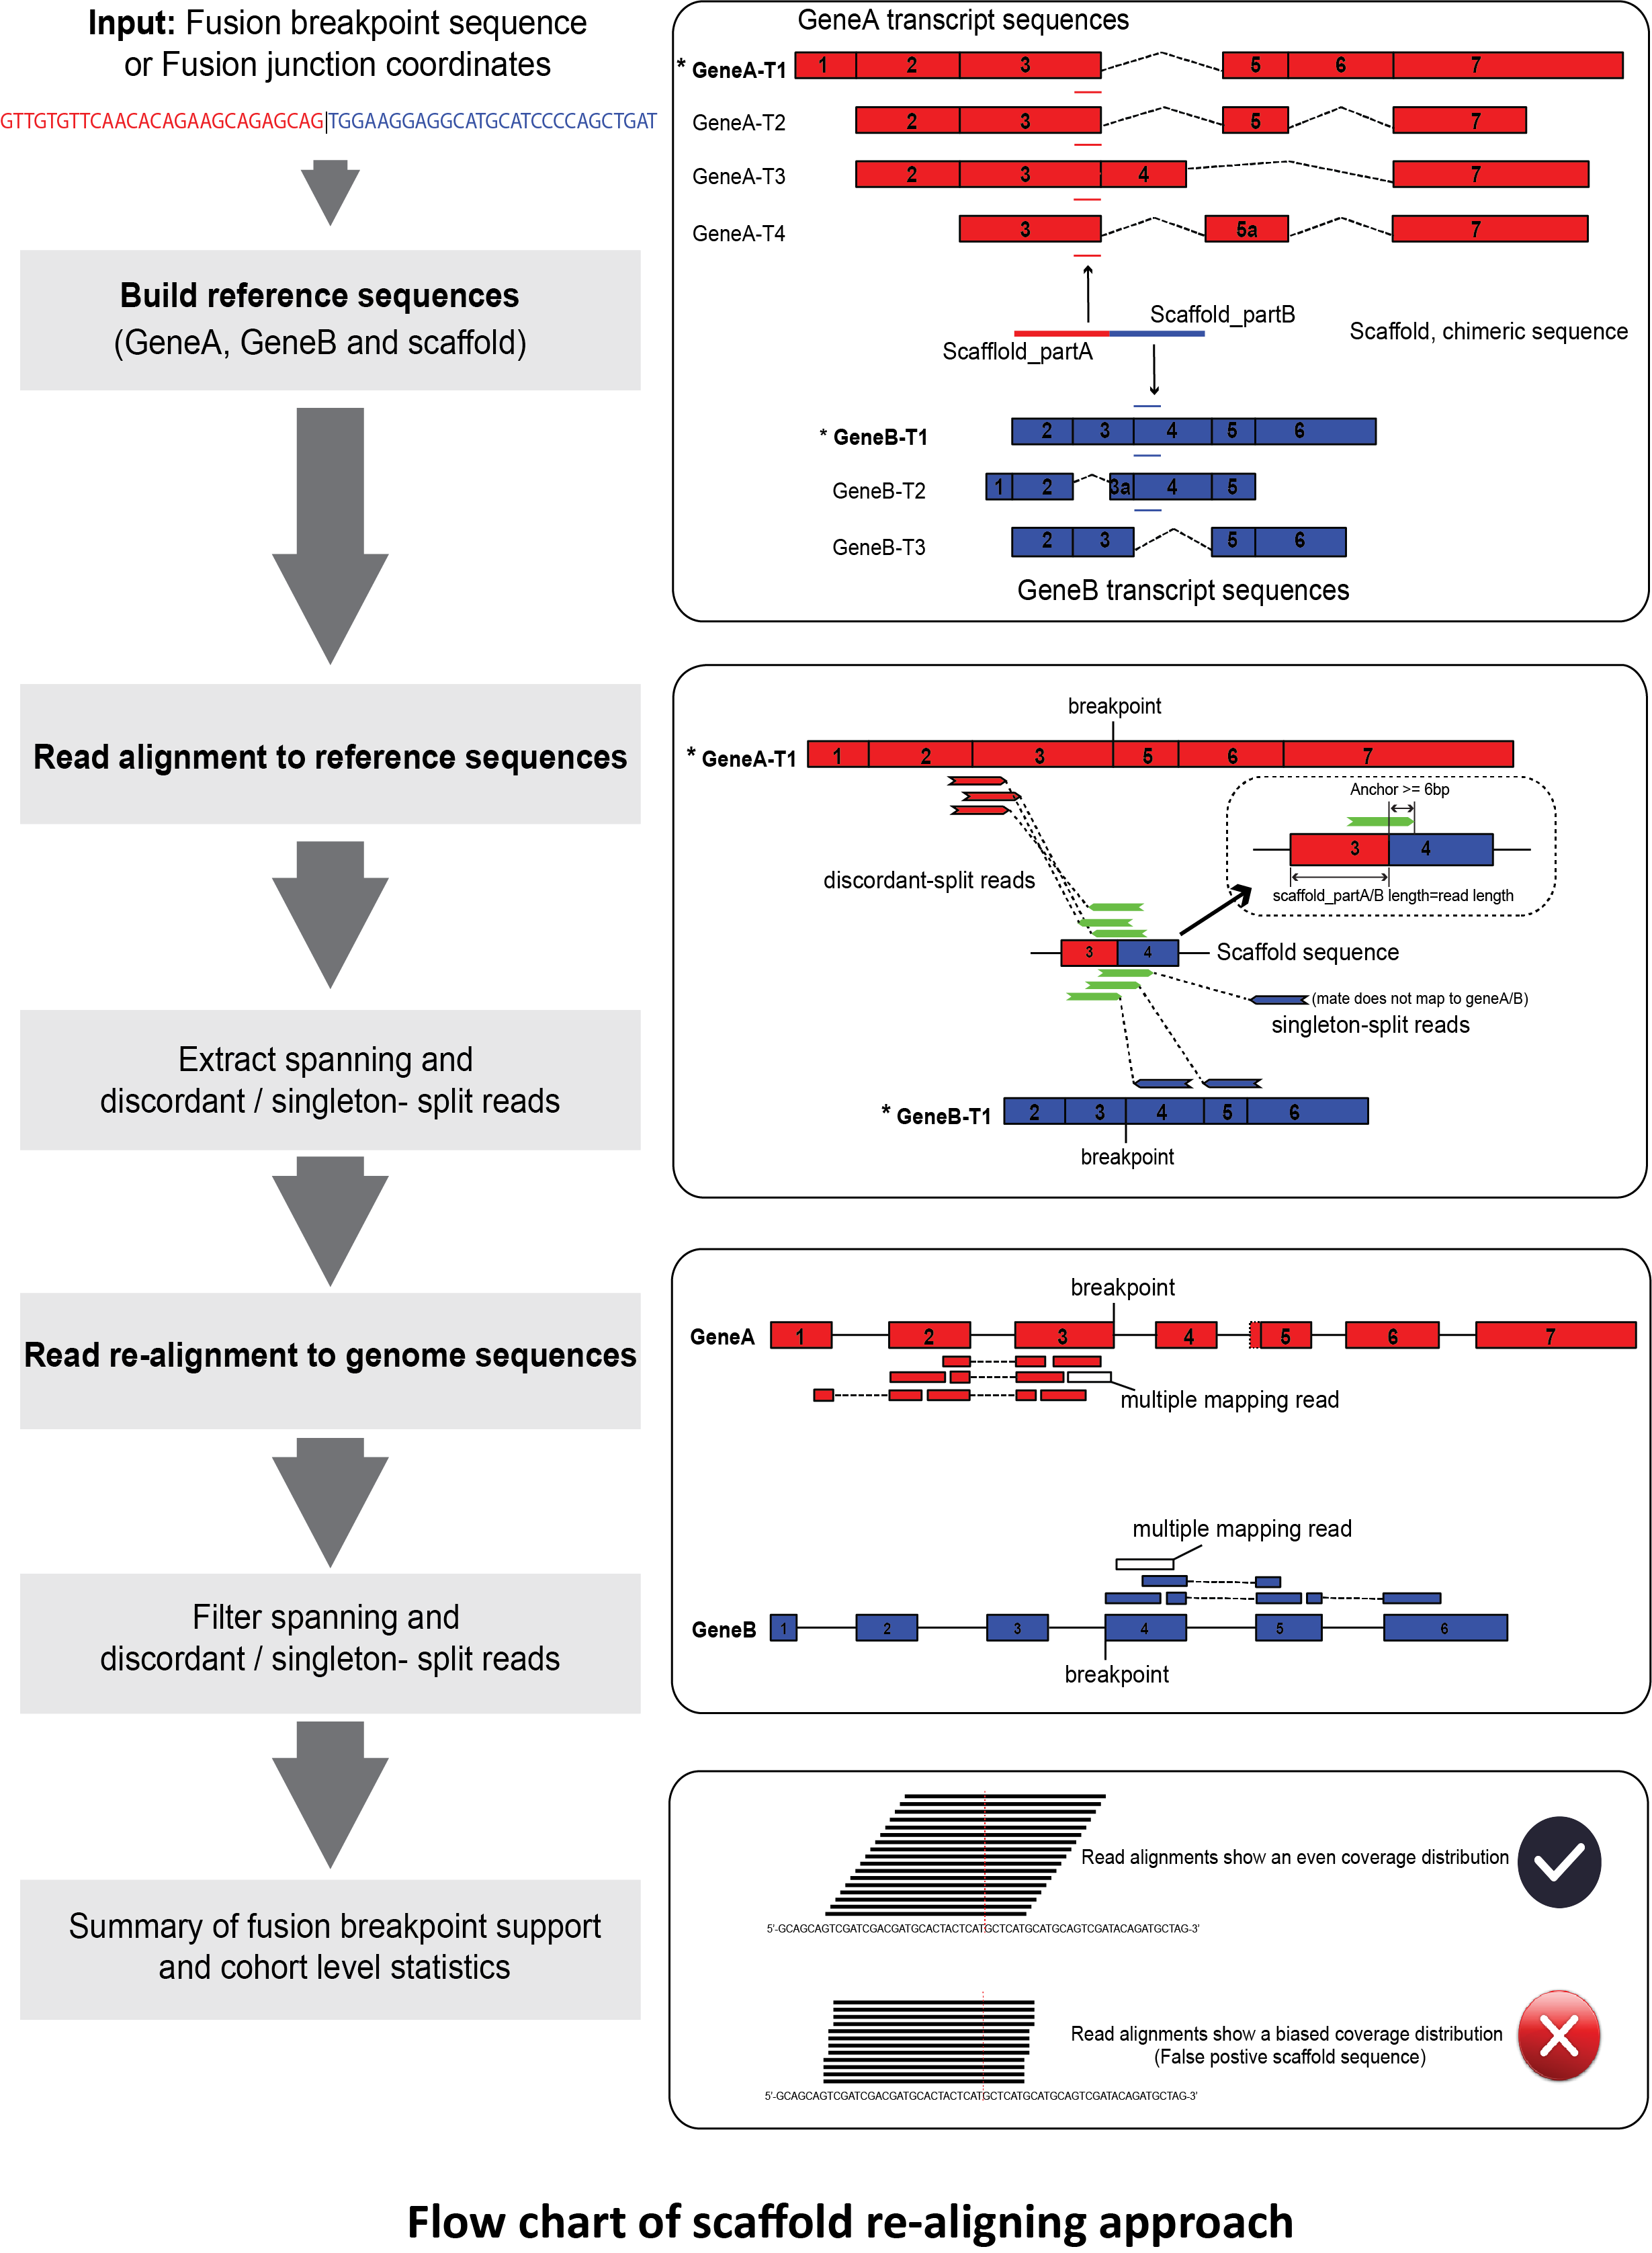 Input: Fusion breakpoint sequence
or Fusion junction coordinates
GTTGTGTTCAACACAGAAGCAGAGCAG|TGGAAGGAGGCATGCATCCCCAGCTGAT
Build reference sequences
(GeneA, GeneB and scaffold)
Read alignment to reference sequences
Extract spanning and
discordant / singleton- split reads
Read re-alignment to genome sequences
Filter spanning and
discordant / singleton- split reads
Summary of fusion breakpoint support
and cohort level statistics
GeneA transcript sequences
* GeneA-T1 1 2 3 5 6 7
GeneA-T2 2 3 5 7
GeneA-T3 2 3 4 7
GeneA-T4 3 5a 7
Scaffold_partB
Scafflold_partA
Scaffold, chimeric sequence
* GeneB-T1 2 3 4 5 6
GeneB-T2 1 2 3a 4 5
GeneB-T3 2 3 5 6
GeneB transcript sequences
breakpoint
* GeneA-T1 1 2 3 5 6 7
Anchor >= 6bp
3 4
scaffold_partA/B length=read length
discordant-split reads
3 4 Scaffold sequence
(mate does not map to geneA/B)
singleton-split reads
* GeneB-T1 2 3 4 5 6
breakpoint
breakpoint
GeneA 1 2 3 4 5 6 7
multiple mapping read
multiple mapping read
GeneB 1 2 3 4 5 6
breakpoint
Read alignments show an even coverage distribution
5'-GCAGCAGTCGATCGACGATGCACTACTCATGCTCATGCATGCAGTCGATACAGATGCTAG-3'
Read alignments show a biased coverage distribution
(False postive scaffold sequence)
5'-GCAGCAGTCGATCGACGATGCACTACTCATGCTCATGCATGCAGTCGATACAGATGCTAG-3'
Flow chart of scaffold re-aligning approach